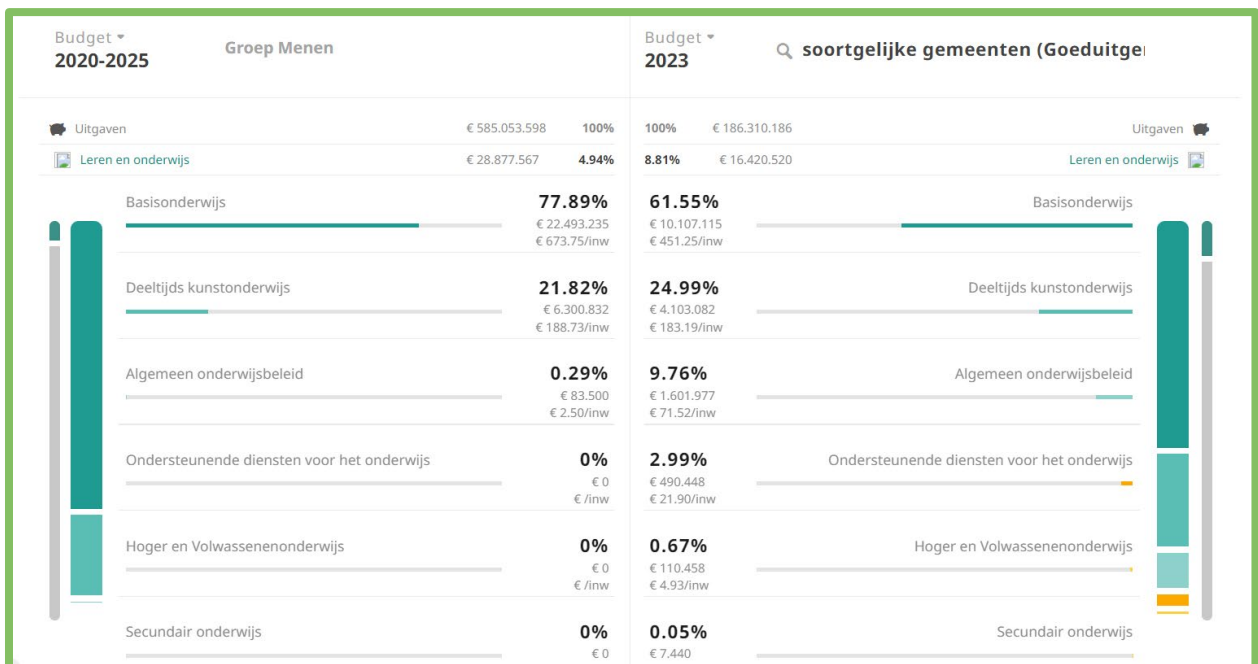 Budget
2020-2025
Groep Menen
Budget
2023
soortgelijke gemeenten (Goeduitge
Uitgaven € 585.053.598 100%
100% € 186.310.186 Uitgaven
Leren en onderwijs € 28.877.567 4.94%
8.81% € 16.420.520 Leren en onderwijs
Basisonderwijs 77.89%
€ 22.493.235
€ 673.75/inw
61.55% Basisonderwijs
€ 10.107.115
€ 451.25/inw
Deeltijds kunstonderwijs 21.82%
€ 6.300.832
€ 188.73/inw
24.99% Deeltijds kunstonderwijs
€ 4.103.082
€ 183.19/inw
Algemeen onderwijsbeleid 0.29%
€ 83.500
€ 2.50/inw
9.76% Algemeen onderwijsbeleid
€ 1.601.977
€ 71.52/inw
Ondersteunende diensten voor het onderwijs 0%
€ 0
€ /inw
2.99% Ondersteunende diensten voor het onderwijs
€ 490.448
€ 21.90/inw
Hoger en Volwassenenonderwijs 0%
€ 0
€ /inw
0.67% Hoger en Volwassenenonderwijs
€ 110.458
€ 4.93/inw
Secundair onderwijs 0%
€ 0
0.05% Secundair onderwijs
€ 7.440